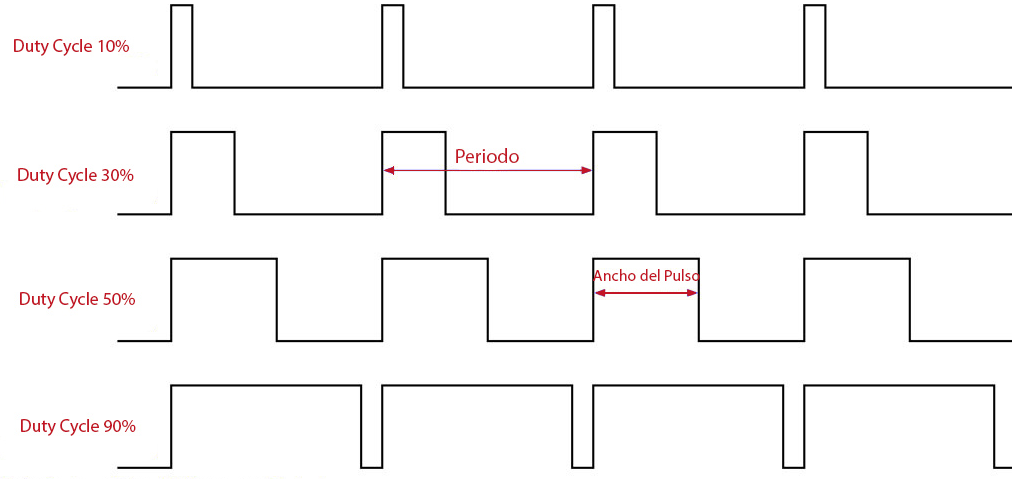 Duty Cycle 10%
Periodo
Duty Cycle 30%
Ancho del Pulso
Duty Cycle 50%
Duty Cycle 90%